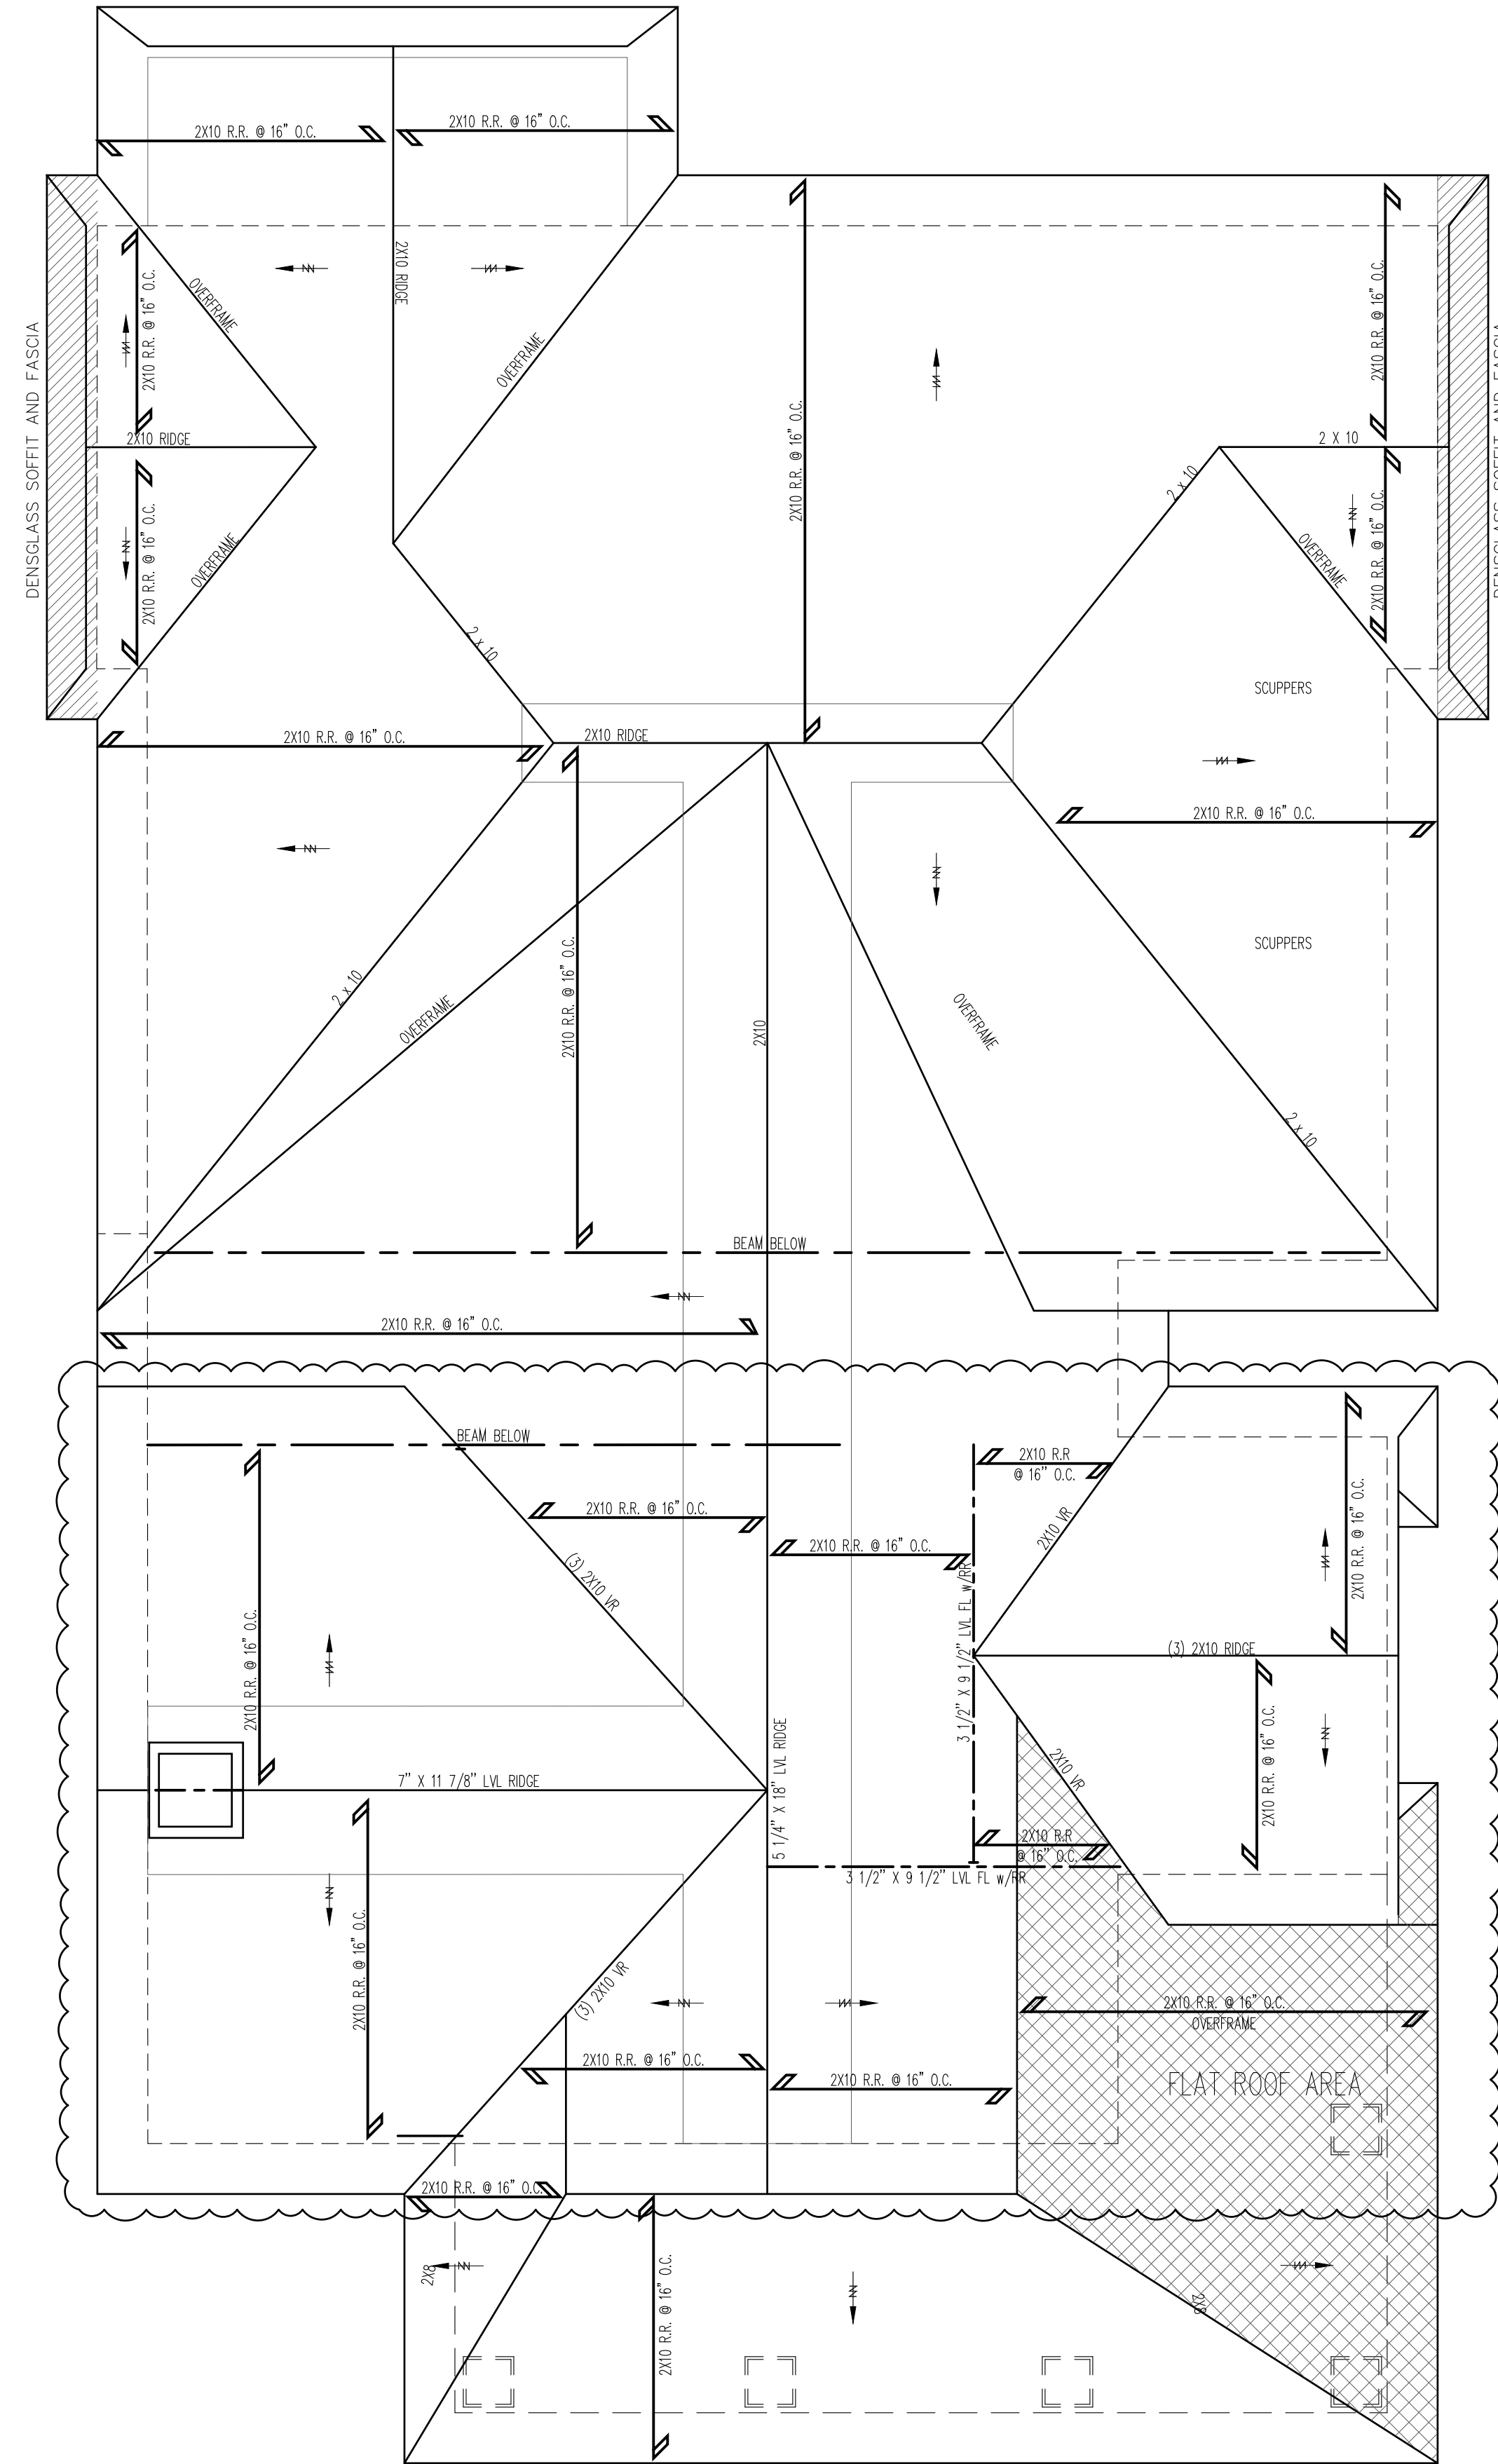 2X10 R.R. @ 16" O.C.
2X10 R.R. @ 16" O.C.
2X10 RIDGE
OVERFRAME
OVERFRAME
2X10 R.R. @ 16" O.C.
DENSGLASS SOFFIT AND FASCIA
2X10 RIDGE
2X10 R.R. @ 16" O.C.
OVERFRAME
2X10 R.R. @ 16" O.C.
2X10 R.R. @ 16" O.C.
2 X 10
2 x 10
OVERFRAME
2X10 R.R. @ 16" O.C.
DENSGLASS SOFFIT AND FASCIA
2 x 10
SCUPPERS
2X10 R.R. @ 16" O.C.
2X10 RIDGE
2X10 R.R. @ 16" O.C.
SCUPPERS
2 x 10
OVERFRAME
2X10 R.R. @ 16" O.C.
2X10
OVERFRAME
2 x 10
BEAM BELOW
2X10 R.R. @ 16" O.C.
BEAM BELOW
2X10 R.R
@ 16" O.C.
2X10 R.R. @ 16" O.C.
2X10 R.R. @ 16" O.C.
2X10 VR
2X10 R.R. @ 16" O.C.
(3) 2X10 VR
2X10 R.R. @ 16" O.C.
3 1/2" X 9 1/2" LVL FL w/RR
(3) 2X10 RIDGE
2X10 R.R. @ 16" O.C.
2X10 VR
7" X 11 7/8" LVL RIDGE
5 1/4" X 18" LVL RIDGE
2X10 R.R
@ 16" O.C.
3 1/2" X 9 1/2" LVL FL w/RR
2X10 R.R. @ 16" O.C.
(3) 2X10 VR
2X10 R.R. @ 16" O.C.
OVERFRAME
2X10 R.R. @ 16" O.C.
2X10 R.R. @ 16" O.C.
FLAT ROOF AREA
2X10 R.R. @ 16" O.C.
2X8
2X10 R.R. @ 16" O.C.
2X8